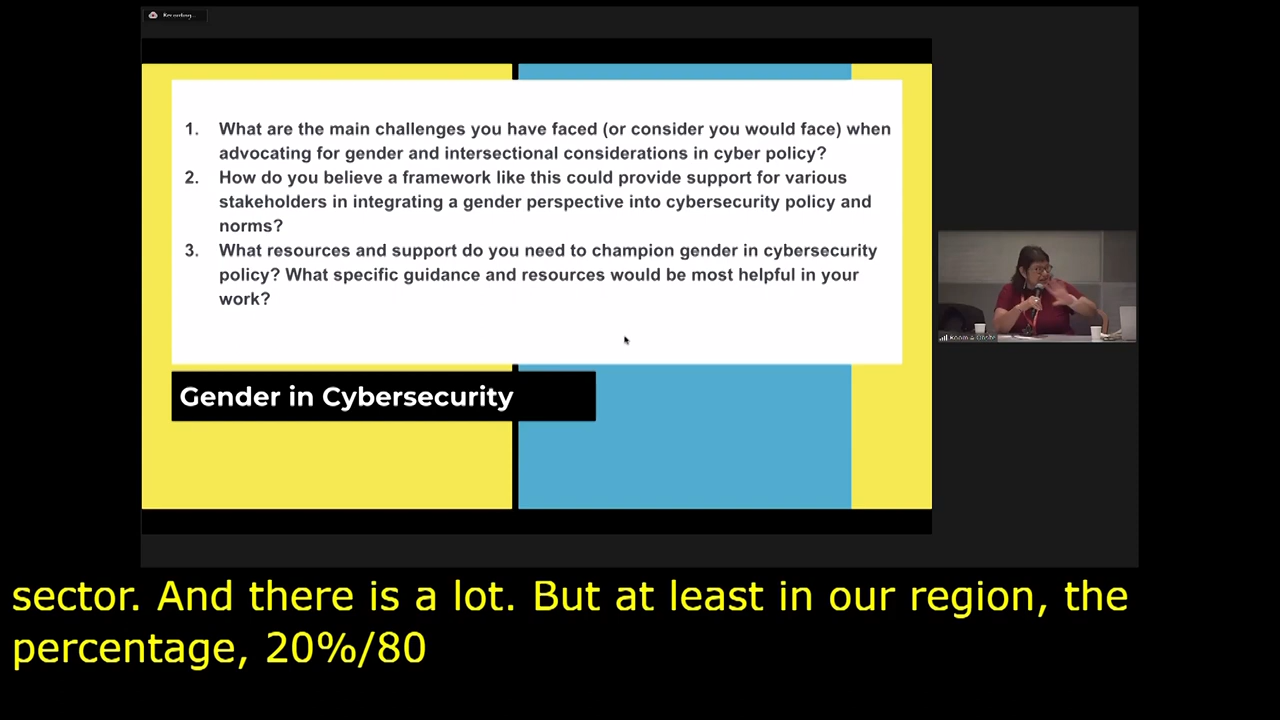 Recording...
1. What are the main challenges you have faced (or consider you would face) when
advocating for gender and intersectional considerations in cyber policy?
2. How do you believe a framework like this could provide support for various
stakeholders in integrating a gender perspective into cybersecurity policy and
norms?
3. What resources and support do you need to champion gender in cybersecurity
policy? What specific guidance and resources would be most helpful in your
work?
Room 4 Onsite
Gender in Cybersecurity
sector. And there is a lot. But at least in our region, the
percentage, 20%/80